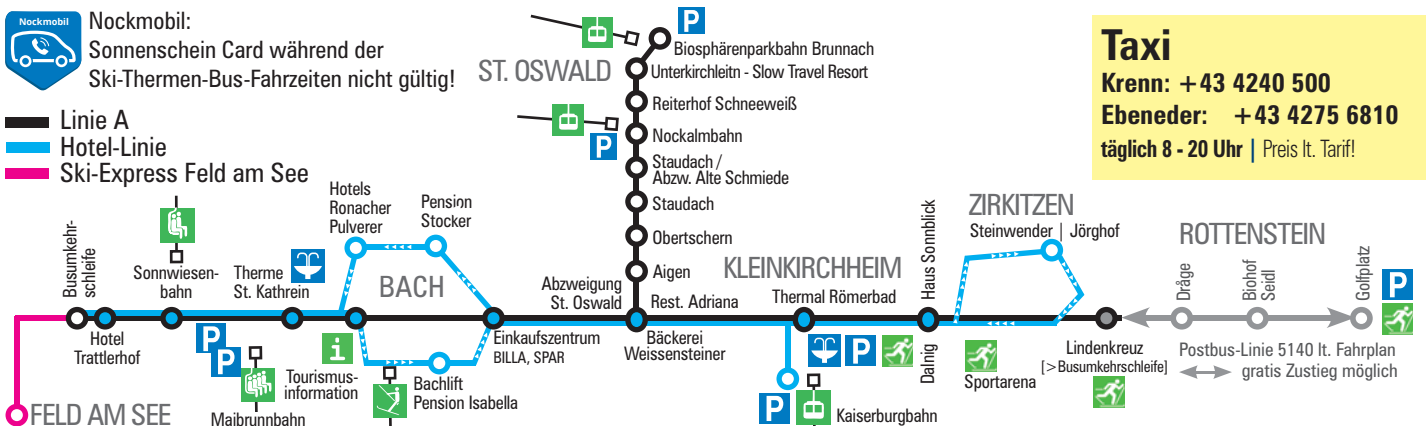 Nockmobil
Nockmobil:
Sonnenschein Card während der
Ski-Thermen-Bus-Fahrzeiten nicht gültig!
Linie A
Hotel-Linie
Ski-Express Feld am See
ST. OSWALD
P
Biosphärenparkbahn Brunnach
Unterkirchleitn - Slow Travel Resort
Reiterhof Schneeweiß
Nockalmbahn
P
Staudach /
Abzw. Alte Schmiede
Staudach
Obertschern
Aigen
Abzweigung
St. Oswald
Rest. Adriana
Bäckerei
Weissensteiner
Taxi
Krenn: +43 4240 500
Ebeneder: +43 4275 6810
täglich 8 - 20 Uhr | Preis lt. Tarif!
Busumkehr-
schleife
Hotel
Trattlerhof
Sonnwiesen-
bahn
P
P
Maibrunnbahn
Therme
St. Kathrein
Hotels
Ronacher
Pulverer
Pension
Stocker
BACH
i
Tourismus-
information
Bachlift
Pension Isabella
Einkaufszentrum
BILLA, SPAR
KLEINKIRCHHEIM
Thermal Römerbad
P
P
Kaiserburgbahn
Haus Sonnblick
Dalnig
ZIRKITZEN
Steinwender | Jörghof
Sportarena
Lindenkreuz
[>Busumkehrschleife]
ROTTENSTEIN
Dråge
Biohof
Seidl
Golfplatz
P
Postbus-Linie 5140 lt. Fahrplan
gratis Zustieg möglich
FELD AM SEE